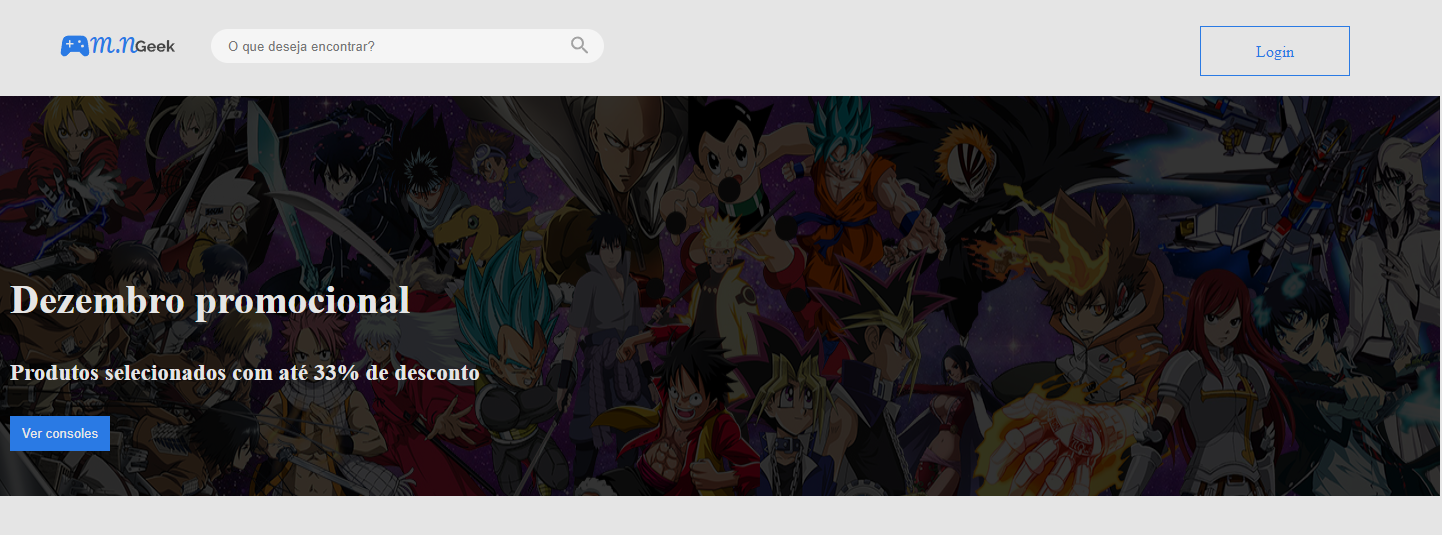 m.nGeek
O que deseja encontrar?
Login
Dezembro promocional
Produtos selecionados com até 33% de desconto
Ver consoles